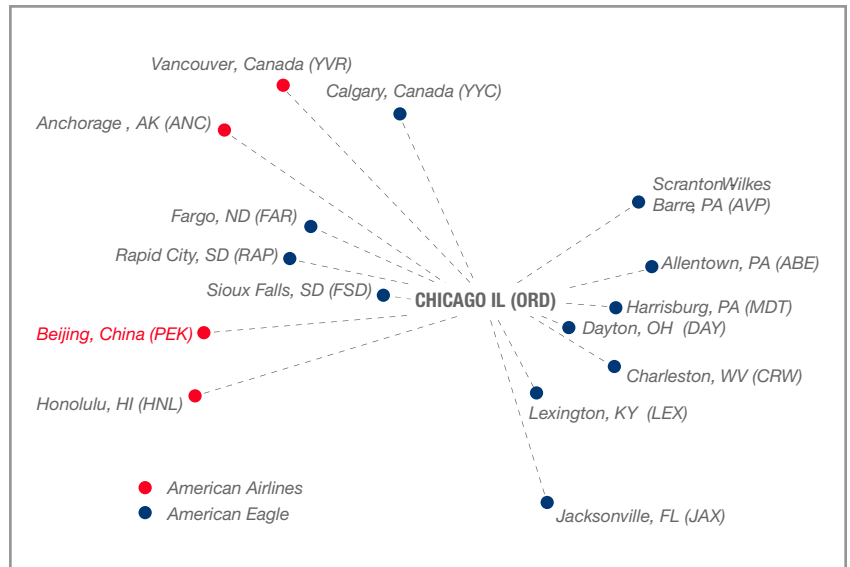 Vancouver, Canada (YVR)
Calgary, Canada (YYC)
Anchorage , AK (ANC)
ScrantonWilkes
Barre, PA (AVP)
Fargo, ND (FAR)
Rapid City, SD (RAP)
Allentown, PA (ABE)
Sioux Falls, SD (FSD)
CHICAGO IL (ORD)
Harrisburg, PA (MDT)
Beijing, China (PEK)
Dayton, OH (DAY)
Charleston, WV (CRW)
Honolulu, HI (HNL)
Lexington, KY (LEX)
American Airlines
American Eagle
Jacksonville, FL (JAX)